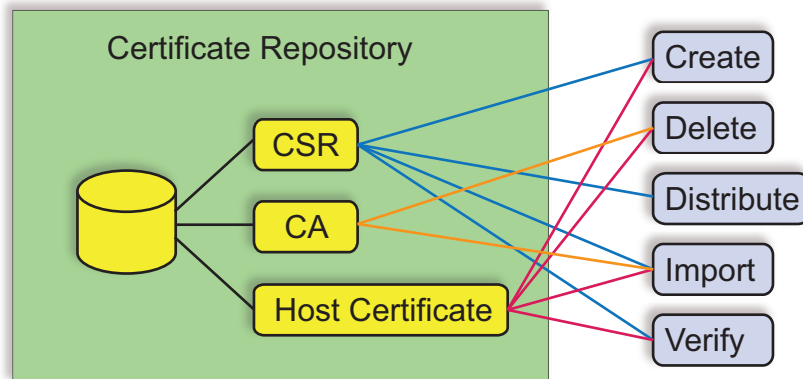 Certificate Repository
Create
CSR
Delete
Distribute
CA
Import
Host Certificate
Verify